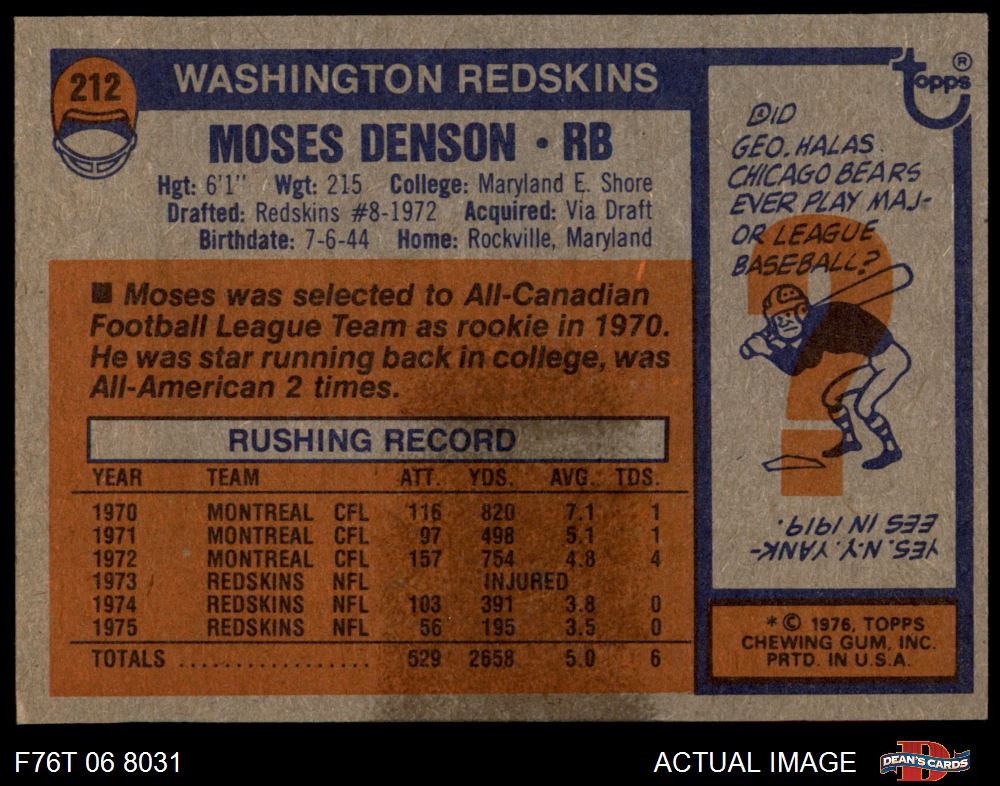 212
WASHINGTON REDSKINS
MOSES DENSON • RB
Hgt: 6'1" Wgt: 215 College: Maryland E. Shore
Drafted: Redskins #8-1972 Acquired: Via Draft
Birthdate: 7-6-44 Home: Rockville, Maryland
■ Moses was selected to All-Canadian
Football League Team as rookie in 1970.
He was star running back in college, was
All-American 2 times.
RUSHING RECORD
YEAR TEAM ATT. YDS. AVG. TDS.
1970 MONTREAL CFL 116 820 7.1 1
1971 MONTREAL CFL 97 498 5.1 1
1972 MONTREAL CFL 157 754 4.8 4
1973 REDSKINS NFL INJURED
1974 REDSKINS NFL 103 391 3.8 0
1975 REDSKINS NFL 56 195 3.5 0
TOTALS ................. 529 2658 5.0 6
topps ®
DID
GEO. HALAS
CHICAGO BEARS
EVER PLAY MAJ-
OR LEAGUE
BASEBALL?
?
YES. N.Y. YANK-
EES IN 1919.
* © 1976, TOPPS
CHEWING GUM, INC.
PRTD. IN U.S.A.
F76T 06 8031
ACTUAL IMAGE
D
DEAN'S CARDS